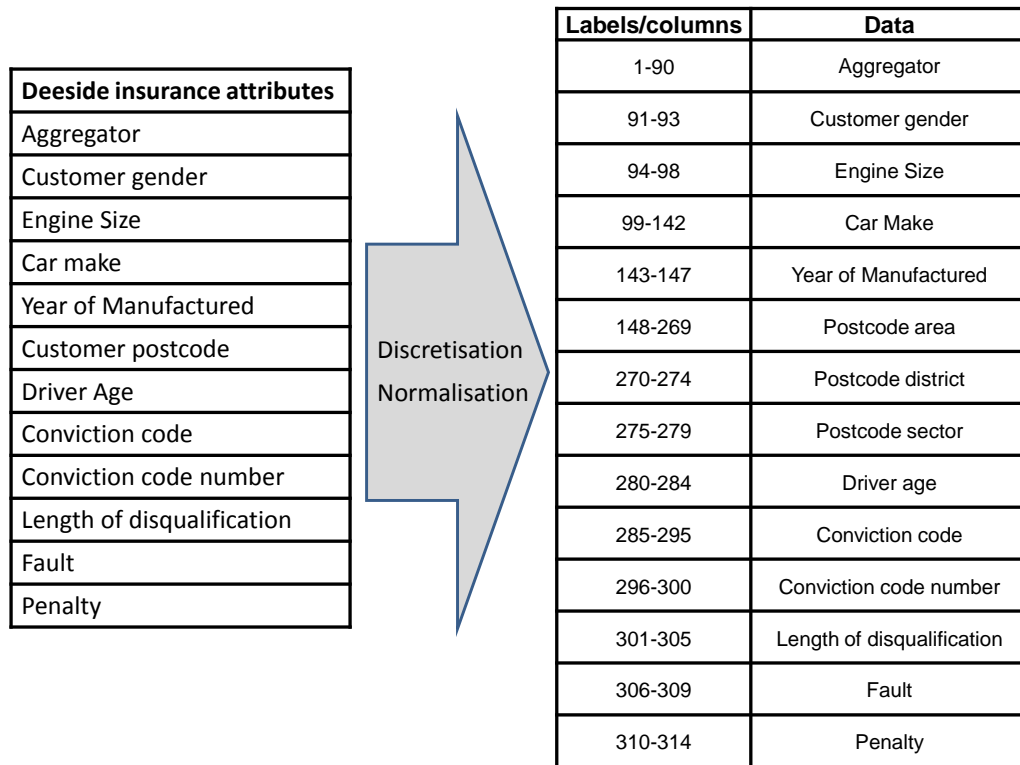 Deeside insurance attributes
Aggregator
Customer gender
Engine Size
Car make
Year of Manufactured
Customer postcode
Driver Age
Conviction code
Conviction code number
Length of disqualification
Fault
Penalty
Discretisation
Normalisation
Labels/columns Data
1-90 Aggregator
91-93 Customer gender
94-98 Engine Size
99-142 Car Make
143-147 Year of Manufactured
148-269 Postcode area
270-274 Postcode district
275-279 Postcode sector
280-284 Driver age
285-295 Conviction code
296-300 Conviction code number
301-305 Length of disqualification
306-309 Fault
310-314 Penalty